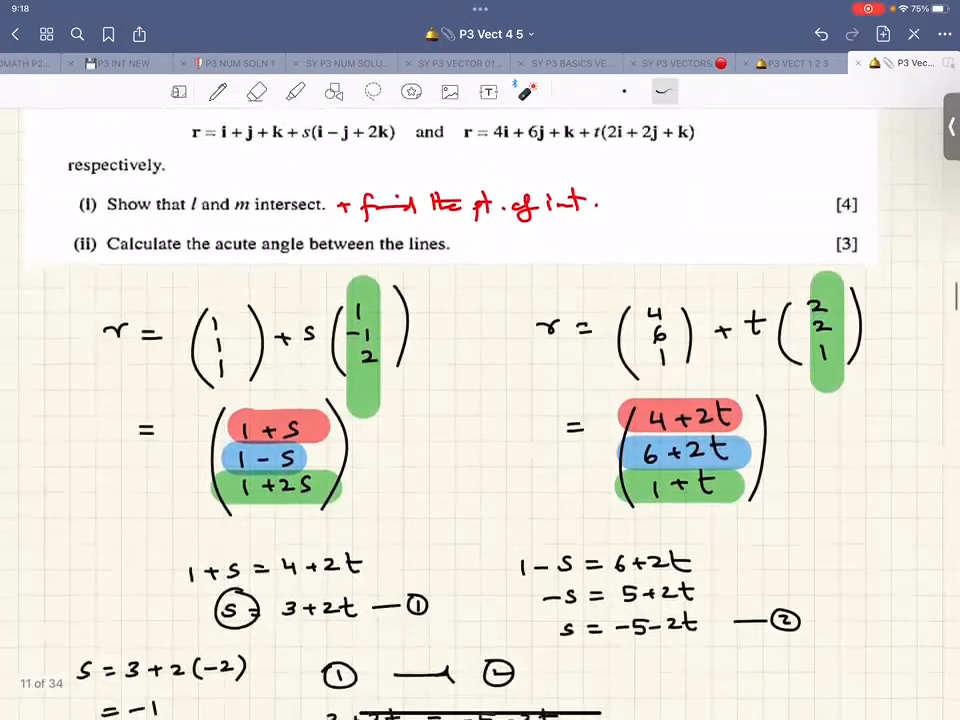 9:18
75%
P3 Vect 4 5
OMATH P2...
P3 INT NEW
P3 NUM SOLN 1
SY P3 NUM SOLU...
SY P3 VECTOR 01...
SY P3 BASICS VE...
SY P3 VECTORS
P3 VECT 1 2 3
P3 Vec...
r = i + j + k + s(i − j + 2k) and r = 4i + 6j + k + t(2i + 2j + k)
respectively.
(i) Show that l and m intersect. + find the pt. of int. [4]
(ii) Calculate the acute angle between the lines. [3]
r = ( 1 1 1 ) + s ( 1 -1 2 )
r = ( 4 6 1 ) + t ( 2 2 1 )
= ( 1 + s 1 - s 1 + 2s )
= ( 4 + 2t 6 + 2t 1 + t )
1 + s = 4 + 2t
s = 3 + 2t — ①
1 - s = 6 + 2t
-s = 5 + 2t
s = -5 - 2t — ②
s = 3 + 2(-2)
= -1
① — ②
11 of 34